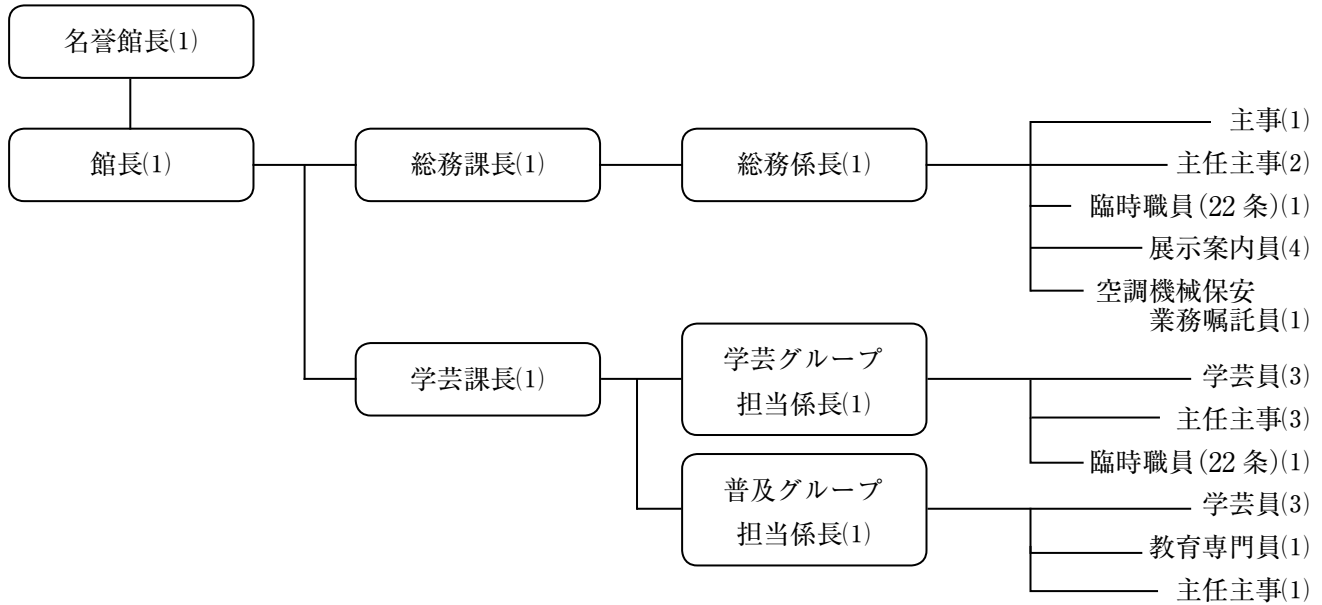 名誉館長(1)
館長(1)
総務課長(1)
総務係長(1)
主事(1)
主任主事(2)
臨時職員(22条)(1)
展示案内員(4)
空調機械保安
業務嘱託員(1)
学芸課長(1)
学芸グループ
担当係長(1)
学芸員(3)
主任主事(3)
臨時職員(22条)(1)
普及グループ
担当係長(1)
学芸員(3)
教育専門員(1)
主任主事(1)